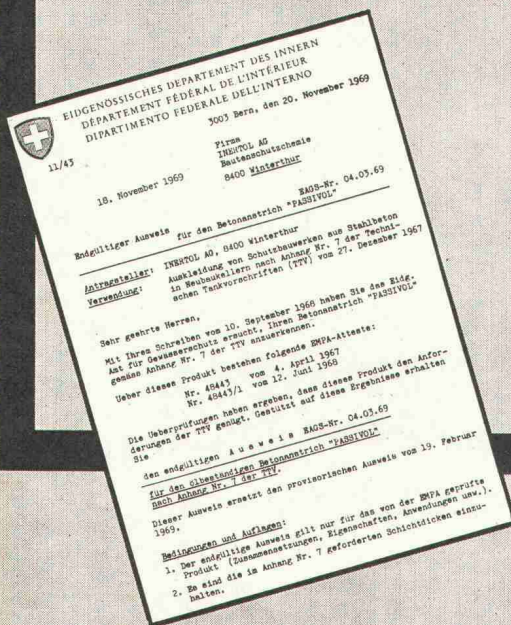 EIDGENÖSSISCHES DEPARTEMENT DES INNERN
DÉPARTEMENT FÉDÉRAL DE L'INTÉRIEUR
DIPARTIMENTO FEDERALE DELL'INTERNO
3003 Bern, den 20. November 1969
11/43
Firma
INERTOL AG
Bautenschutzchemie
8400 Winterthur
18. November 1969
EAGS-Nr. 04.03.69
Endgültiger Ausweis für den Betonanstrich "PASSIVOL"
Antragsteller: INERTOL AG, 8400 Winterthur
Verwendung: Auskleidung von Schutzbauwerken aus Stahlbeton
in Neubaukellern nach Anhang Nr. 7 der Techni-
schen Tankvorschriften (TTV) vom 27. Dezember 1967
Sehr geehrte Herren,
Mit Ihrem Schreiben vom 10. September 1968 haben Sie das Eidg.
Amt für Gewässerschutz ersucht, Ihren Betonanstrich "PASSIVOL"
gemäss Anhang Nr. 7 der TTV anzuerkennen.
Ueber dieses Produkt bestehen folgende EMPA-Atteste:
Nr. 48443 vom 4. April 1967
Nr. 48443/1 vom 12. Juni 1968
Die Ueberprüfungen haben ergeben, dass dieses Produkt den Anfor-
derungen der TTV genügt. Gestützt auf diese Ergebnisse erhalten
Sie
den endgültigen A u s w e i s EAGS-Nr. 04.03.69
für den ölbeständigen Betonanstrich "PASSIVOL"
nach Anhang Nr. 7 der TTV.
Dieser Ausweis ersetzt den provisorischen Ausweis vom 19. Februar
1969.
Bedingungen und Auflagen:
1. Der endgültige Ausweis gilt nur für das von der EMPA geprüfte
Produkt (Zusammensetzungen, Eigenschaften, Anwendungen usw.).
2. Es sind die im Anhang Nr. 7 geforderten Schichtdicken einzu-
halten.